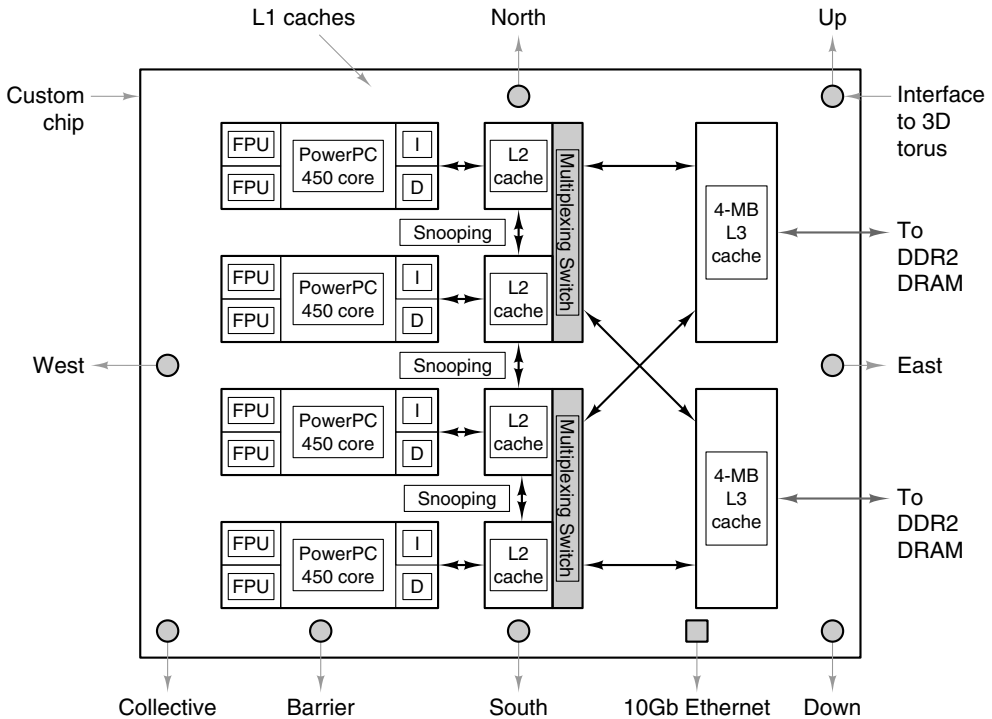 L1 caches
North
Up
Custom
chip
Interface
to 3D
torus
FPU
FPU
PowerPC
450 core
I
D
L2
cache
Multiplexing Switch
4-MB
L3
cache
To
DDR2
DRAM
Snooping
FPU
FPU
PowerPC
450 core
I
D
L2
cache
West
Snooping
East
FPU
FPU
PowerPC
450 core
I
D
L2
cache
Multiplexing Switch
4-MB
L3
cache
To
DDR2
DRAM
Snooping
FPU
FPU
PowerPC
450 core
I
D
L2
cache
Collective
Barrier
South
10Gb Ethernet
Down